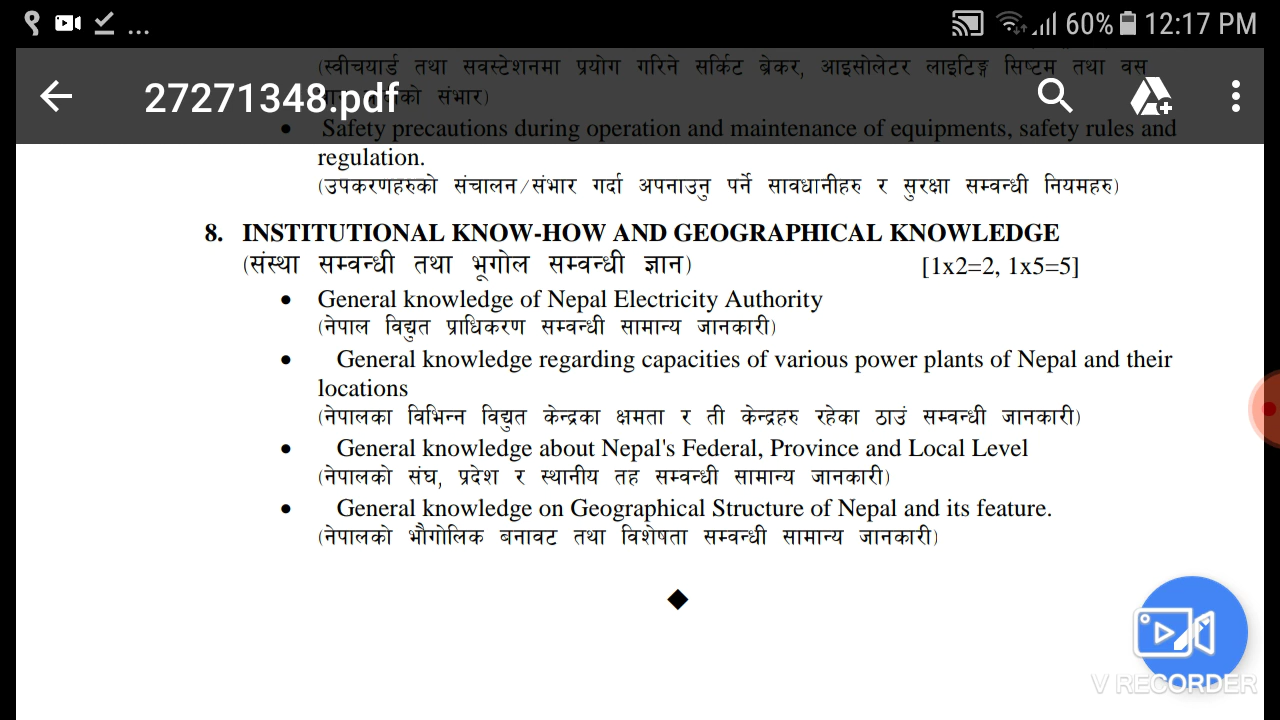 १ ... 60% 12:17 PM
(स्वीचयार्ड तथा सवस्टेशनमा प्रयोग गरिने सर्किट ब्रेकर, आइसोलेटर लाइटिङ्ग सिष्टम तथा वस
27271348.pdf
संभार)
• Safety precautions during operation and maintenance of equipments, safety rules and
regulation.
(उपकरणहरुको संचालन/संभार गर्दा अपनाउनु पर्ने सावधानीहरु र सुरक्षा सम्वन्धी नियमहरु)
8. INSTITUTIONAL KNOW-HOW AND GEOGRAPHICAL KNOWLEDGE
(संस्था सम्वन्धी तथा भूगोल सम्वन्धी ज्ञान) [1x2=2, 1x5=5]
• General knowledge of Nepal Electricity Authority
(नेपाल विद्युत प्राधिकरण सम्वन्धी सामान्य जानकारी)
• General knowledge regarding capacities of various power plants of Nepal and their
locations
(नेपालका विभिन्न विद्युत केन्द्रका क्षमता र ती केन्द्रहरु रहेका ठाउं सम्वन्धी जानकारी)
• General knowledge about Nepal's Federal, Province and Local Level
(नेपालको संघ, प्रदेश र स्थानीय तह सम्वन्धी सामान्य जानकारी)
• General knowledge on Geographical Structure of Nepal and its feature.
(नेपालको भौगोलिक बनावट तथा विशेषता सम्वन्धी सामान्य जानकारी)
V RECORDER